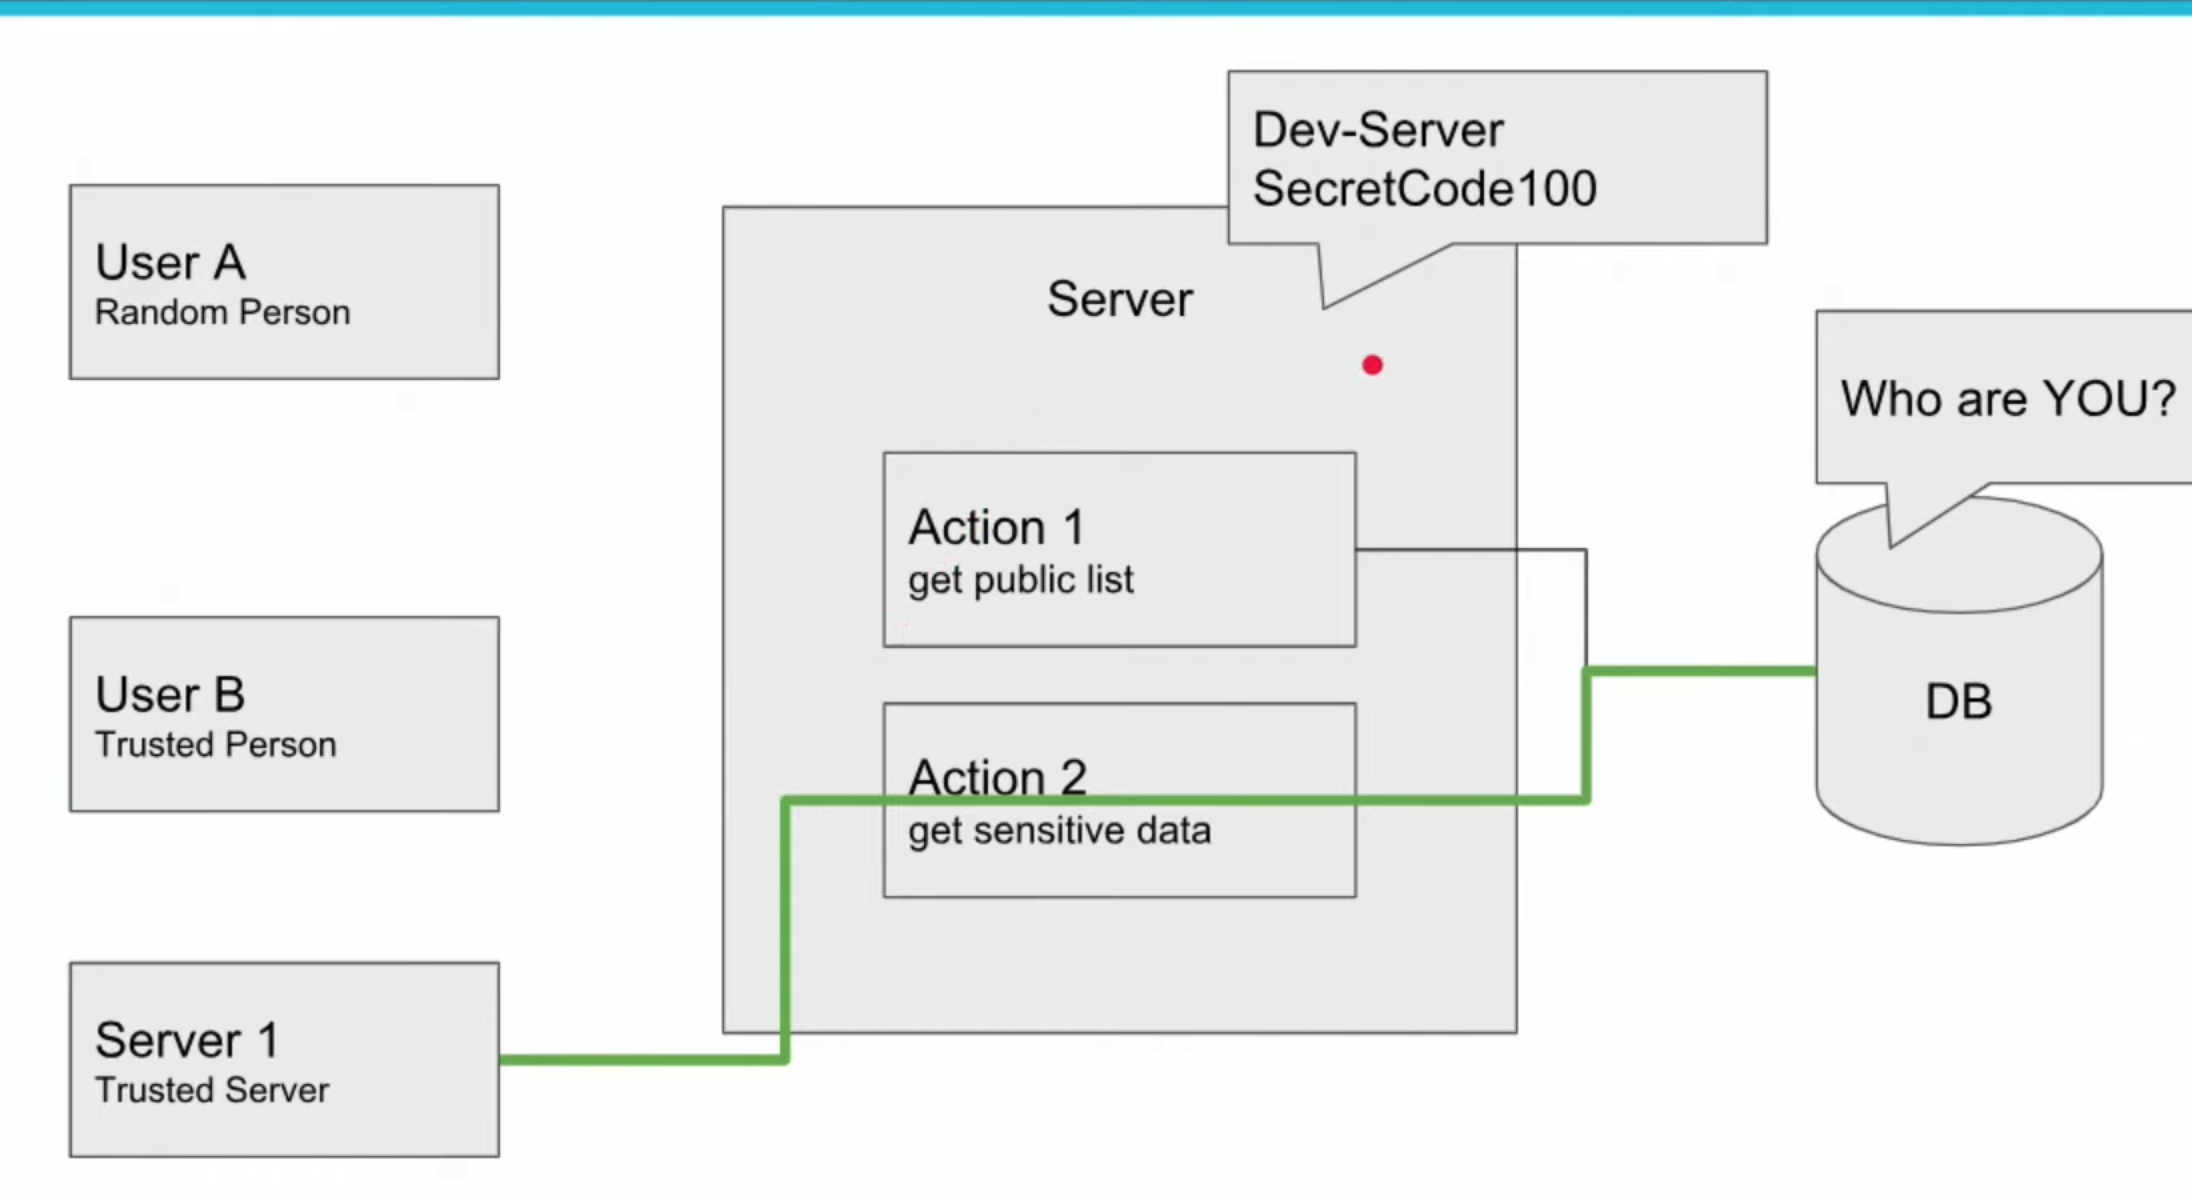 Dev-Server
SecretCode100
User A
Random Person
Server
Who are YOU?
Action 1
get public list
User B
Trusted Person
DB
Action 2
get sensitive data
Server 1
Trusted Server